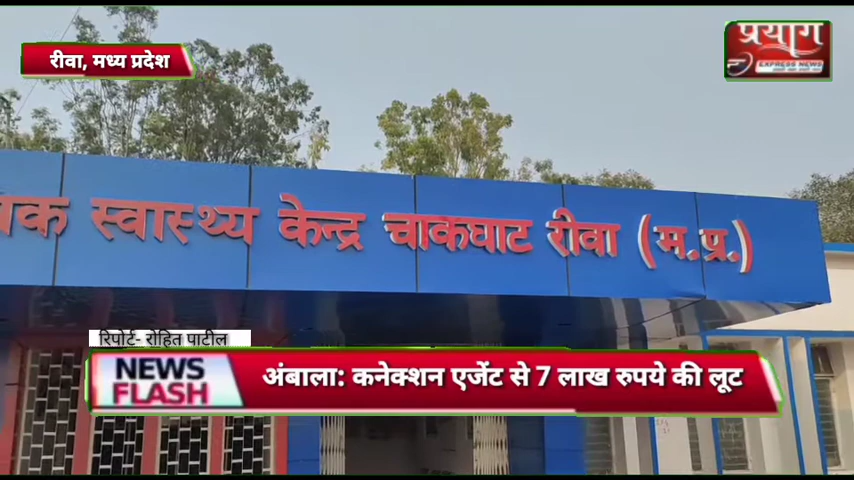 रीवा, मध्य प्रदेश
प्रयाग
EXPRESS NEWS
स्वास्थ्य केन्द्र चाकघाट रीवा (म.प्र.)
रिपोर्ट- रोहित पाटील
NEWS
FLASH
अंबाला: कनेक्शन एजेंट से 7 लाख रुपये की लूट